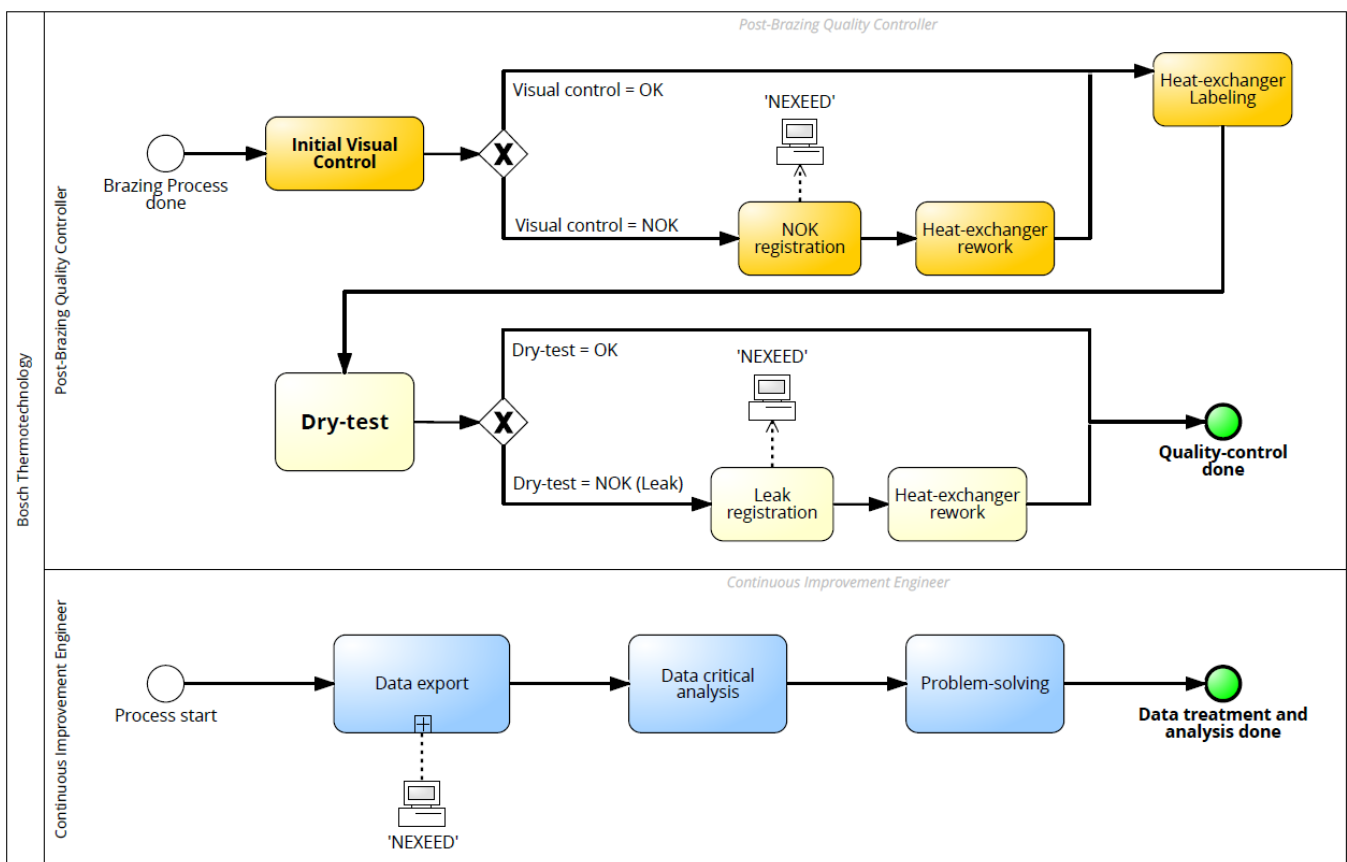 Bosch Thermotechnology
Post-Brazing Quality Controller
Post-Brazing Quality Controller
Brazing Process
done
Initial Visual
Control
X
Visual control = OK
Visual control = NOK
'NEXEED'
NOK
registration
Heat-exchanger
rework
Heat-exchanger
Labeling
Dry-test
X
Dry-test = OK
Dry-test = NOK (Leak)
'NEXEED'
Leak
registration
Heat-exchanger
rework
Quality-control
done
Continuous Improvement Engineer
Continuous Improvement Engineer
Process start
Data export
'NEXEED'
Data critical
analysis
Problem-solving
Data treatment and
analysis done